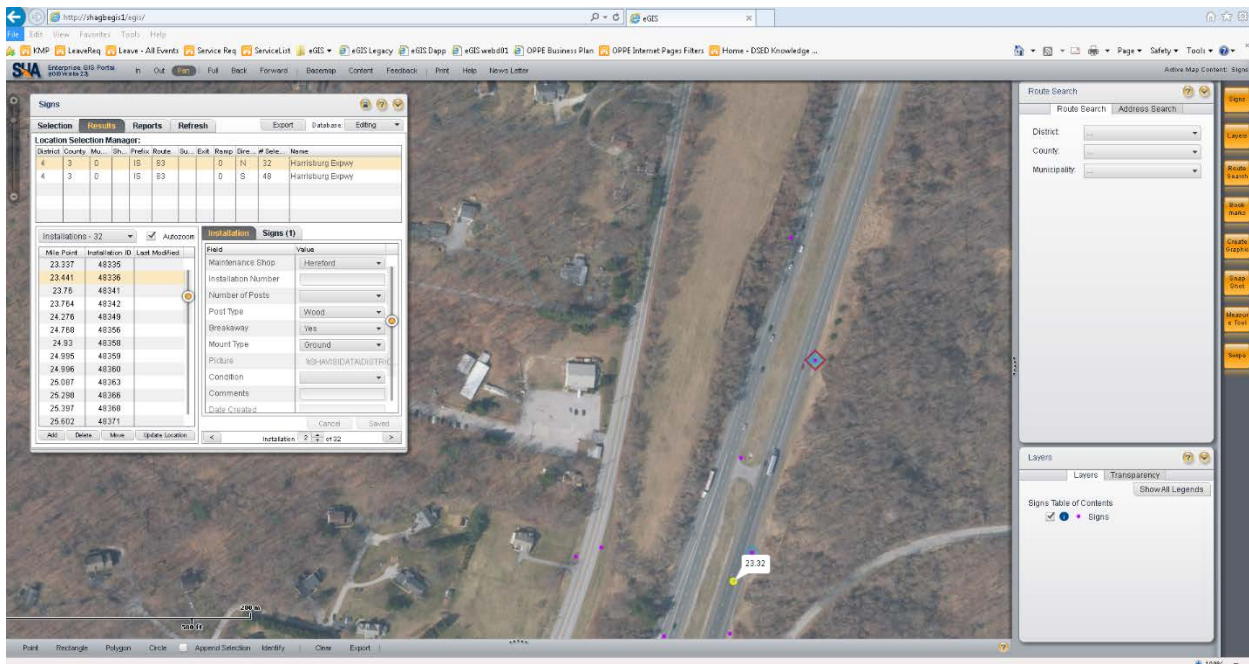 http://shagbegis1/egis/
eGIS
File Edit View Favorites Tools Help
KMP LeaveReq Leave - All Events Service Req ServiceList eGIS eGIS Legacy eGIS Dapp eGIS webd01 OPPE Business Plan OPPE Internet Pages Filters Home - DSED Knowledge ...
Page Safety Tools
SHA Enterprise GIS Portal
In Out Pan Full Back Forward Basemap Content Feedback Print Help News Letter
Active Map Content: Signs
Signs
Selection Results Reports Refresh Export Database: Editing
Location Selection Manager:
District County Mu... Sh... Prefix Route Su... Exit Ramp Dire... # Sele... Name
4 3 0 IS 83 0 N 32 Harrisburg Expwy
4 3 0 IS 83 0 S 48 Harrisburg Expwy
Installations - 32 Autozoom
Mile Point Installation ID Last Modified
23.337 48335
23.441 48336
23.76 48341
23.764 48342
24.276 48349
24.768 48356
24.93 48358
24.995 48359
24.996 48360
25.087 48363
25.298 48366
25.397 48368
25.602 48371
Add Delete Move Update Location
Installation Signs (1)
Field Value
Maintenance Shop Hereford
Installation Number
Number of Posts
Post Type Wood
Breakaway Yes
Mount Type Ground
Picture
Condition
Comments
Date Created
Cancel Saved
< Installation 2 of 32 >
23.32
200 m
500 ft
Route Search
Route Search Address Search
District: ...
County: ...
Municipality: ...
Layers
Layers Transparency
Show All Legends
Signs Table of Contents
Signs
Signs
Layers
Route Search
Book marks
Create Graphic
Snap Shot
Measure Tool
Swipe
Point Rectangle Polygon Circle Append Selection Identify Clear Export